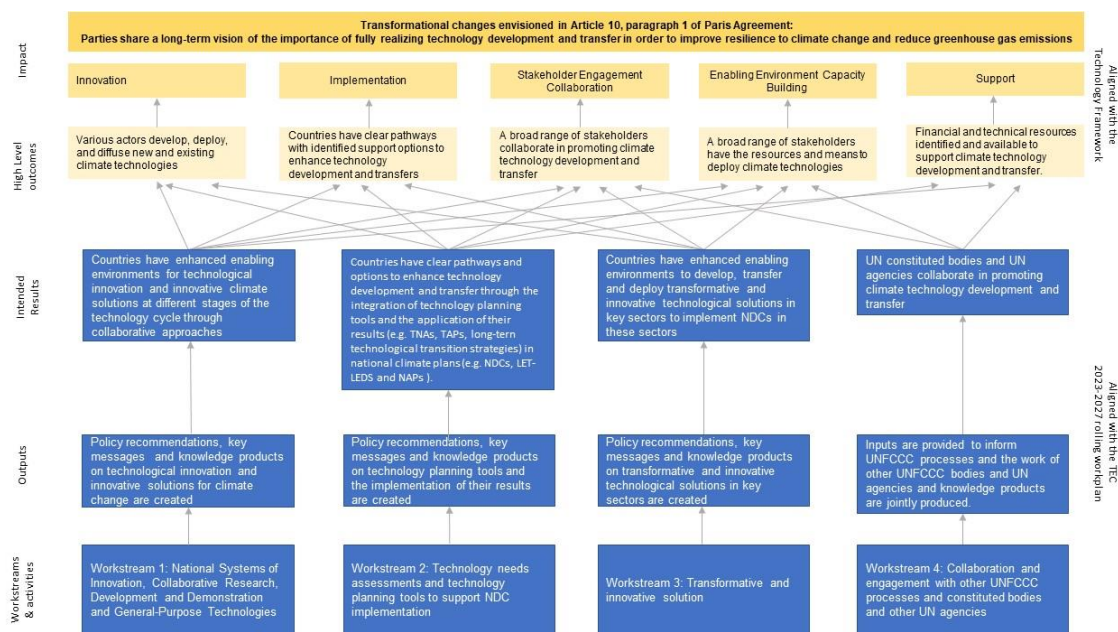 Transformational changes envisioned in Article 10, paragraph 1 of Paris Agreement:
Parties share a long-term vision of the importance of fully realizing technology development and transfer in order to improve resilience to climate change and reduce greenhouse gas emissions
Impact
Innovation
Implementation
Stakeholder Engagement
Collaboration
Enabling Environment Capacity
Building
Support
Aligned with the
Technology Framework
High Level
outcomes
Various actors develop, deploy,
and diffuse new and existing
climate technologies
Countries have clear pathways
with identified support options to
enhance technology
development and transfers
A broad range of stakeholders
collaborate in promoting climate
technology development and
transfer
A broad range of stakeholders
have the resources and means to
deploy climate technologies
Financial and technical resources
identified and available to
support climate technology
development and transfer.
Intended
Results
Countries have enhanced enabling
environments for technological
innovation and innovative climate
solutions at different stages of the
technology cycle through
collaborative approaches
Countries have clear pathways and
options to enhance technology
development and transfer through the
integration of technology planning
tools and the application of their
results (e.g. TNAs, TAPs, long-term
technological transition strategies) in
national climate plans (e.g. NDCs, LET-
LEDS and NAPs ).
Countries have enhanced enabling
environments to develop, transfer
and deploy transformative and
innovative technological solutions in
key sectors to implement NDCs in
these sectors
UN constituted bodies and UN
agencies collaborate in promoting
climate technology development and
transfer
Aligned with the TEC
2023-2027 rolling workplan
Outputs
Policy recommendations, key
messages and knowledge products
on technological innovation and
innovative solutions for climate
change are created
Policy recommendations, key
messages and knowledge products
on technology planning tools and
the implementation of their results
are created
Policy recommendations, key
messages and knowledge products
on transformative and innovative
technological solutions in key
sectors are created
Inputs are provided to inform
UNFCCC processes and the work of
other UNFCCC bodies and UN
agencies and knowledge products
are jointly produced.
Workstreams
& activities
Workstream 1: National Systems of
Innovation, Collaborative Research,
Development and Demonstration
and General-Purpose Technologies
Workstream 2: Technology needs
assessments and technology
planning tools to support NDC
implementation
Workstream 3: Transformative and
innovative solution
Workstream 4: Collaboration and
engagement with other UNFCCC
processes and constituted bodies
and other UN agencies